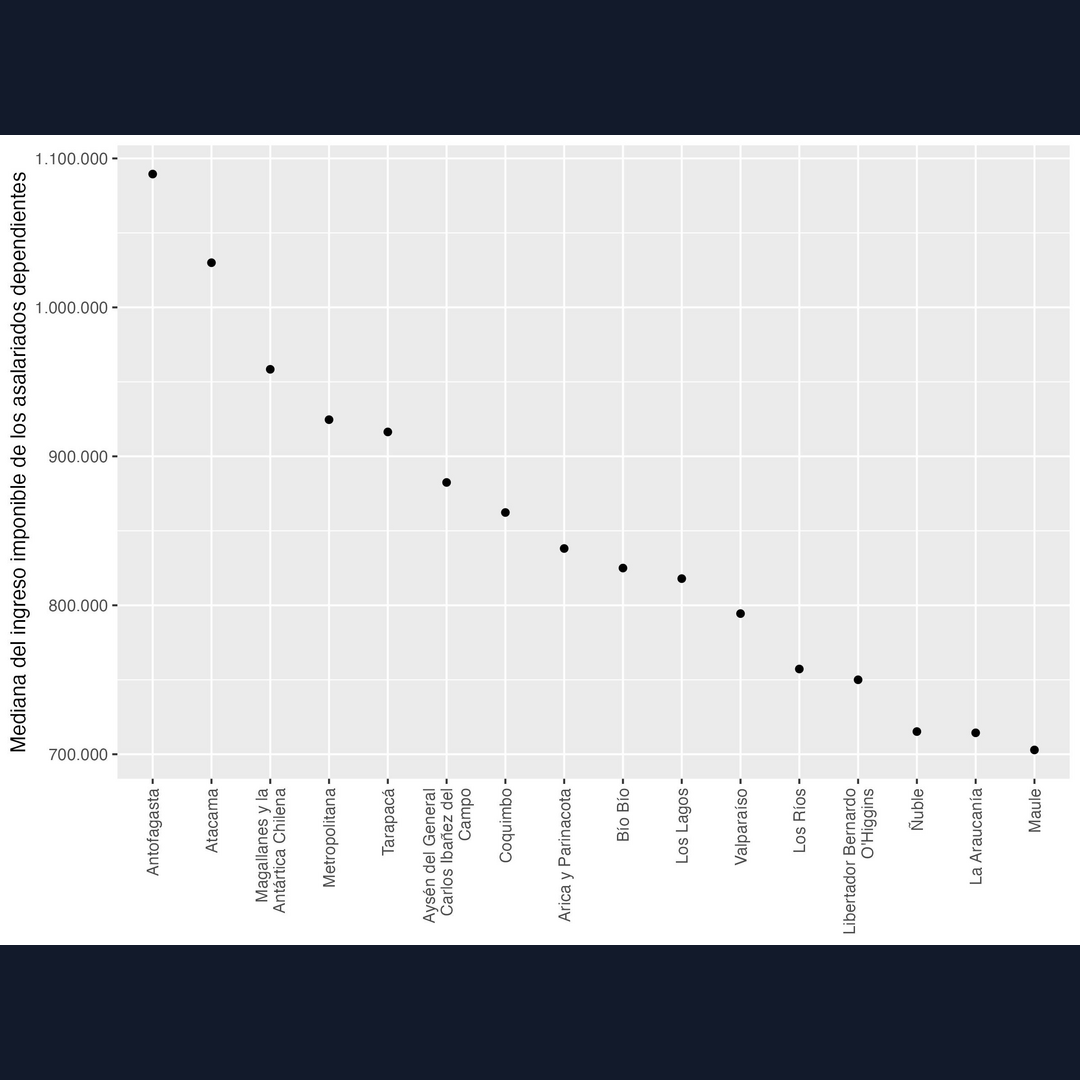 Mediana del ingreso imponible de los asalariados dependientes
1.100.000
1.000.000
900.000
800.000
700.000
Antofagasta
Atacama
Magallanes y la
Antártica Chilena
Metropolitana
Tarapacá
Aysén del General
Carlos Ibañez del
Campo
Coquimbo
Arica y Parinacota
Bío Bío
Los Lagos
Valparaíso
Los Ríos
Libertador Bernardo
O'Higgins
Ñuble
La Araucanía
Maule